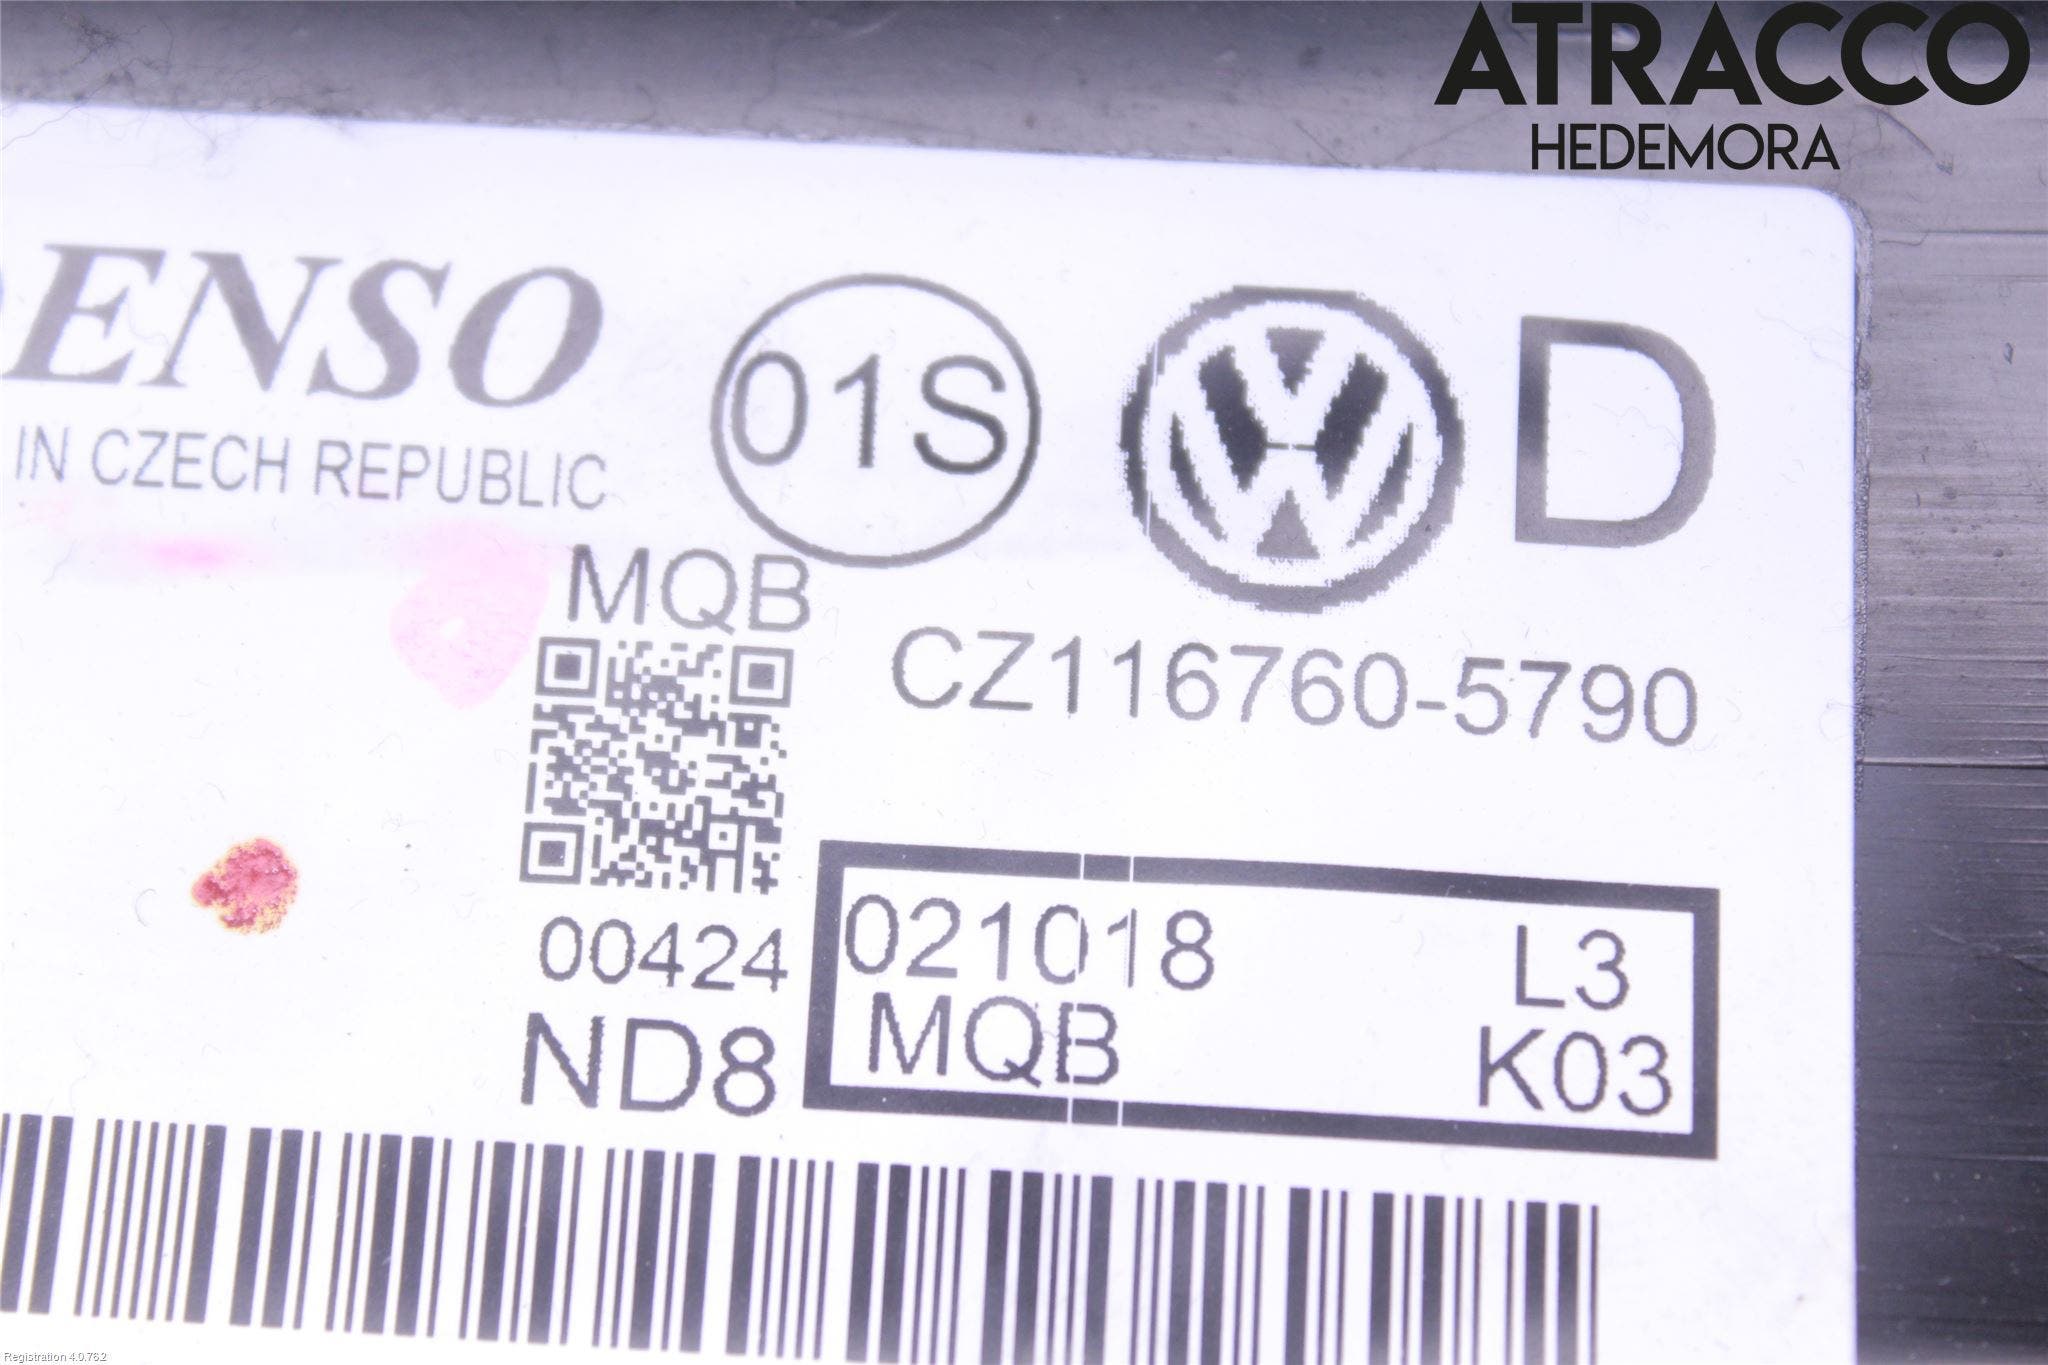 ATRACCO
HEDEMORA
DENSO
IN CZECH REPUBLIC
01S
D
MQB
CZ116760-5790
00424
ND8
021018 L3
MQB K03
Registration 4.0.76.2